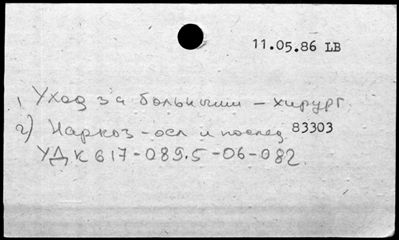 11.05.86 LB
1 Уход за больными - хирург.
2) Наркоз - осл и послед 83303
УДК 617-089.5-06-082.